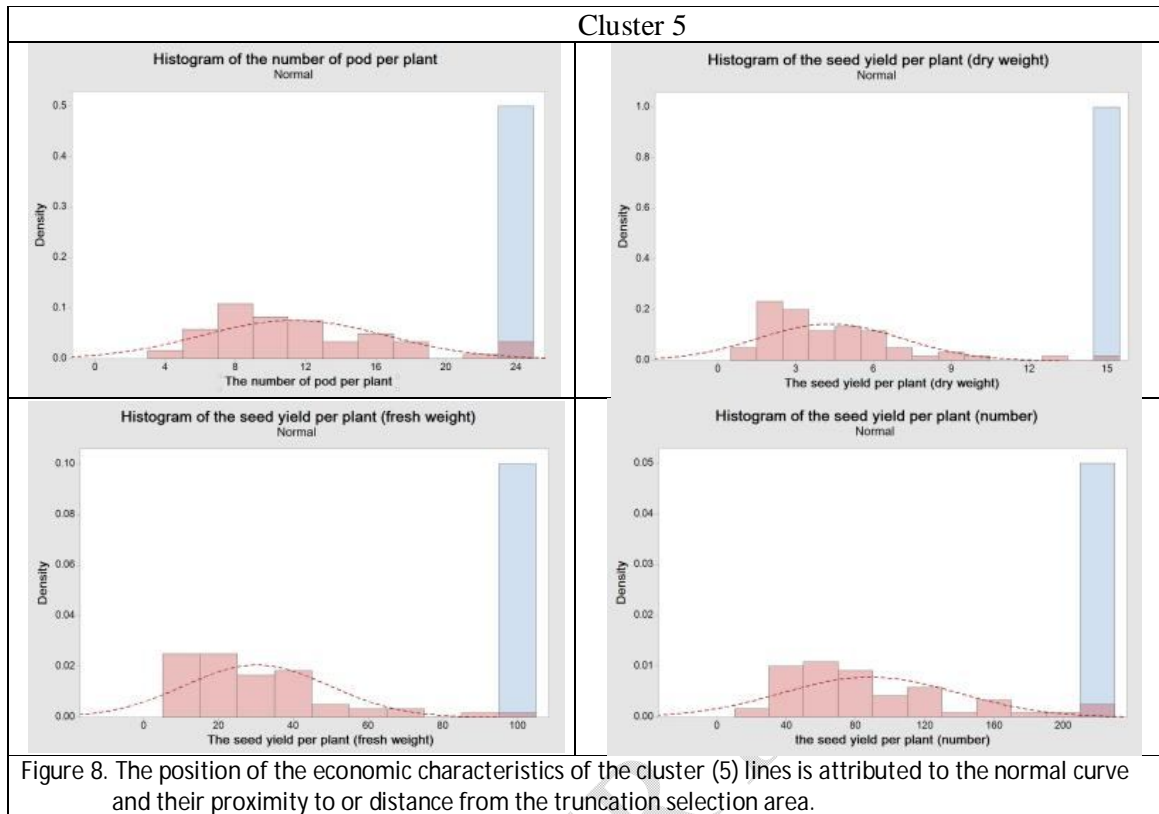 Cluster 5
Histogram of the number of pod per plant
Normal
Density
0.5
0.4
0.3
0.2
0.1
0.0
0 4 8 12 16 20 24
The number of pod per plant
Histogram of the seed yield per plant (dry weight)
Normal
Density
1.0
0.8
0.6
0.4
0.2
0.0
0 3 6 9 12 15
The seed yield per plant (dry weight)
Histogram of the seed yield per plant (fresh weight)
Normal
Density
0.10
0.08
0.06
0.04
0.02
0.00
0 20 40 60 80 100
The seed yield per plant (fresh weight)
Histogram of the seed yield per plant (number)
Normal
Density
0.05
0.04
0.03
0.02
0.01
0.00
0 40 80 120 160 200
the seed yield per plant (number)
Figure 8. The position of the economic characteristics of the cluster (5) lines is attributed to the normal curve
and their proximity to or distance from the truncation selection area.